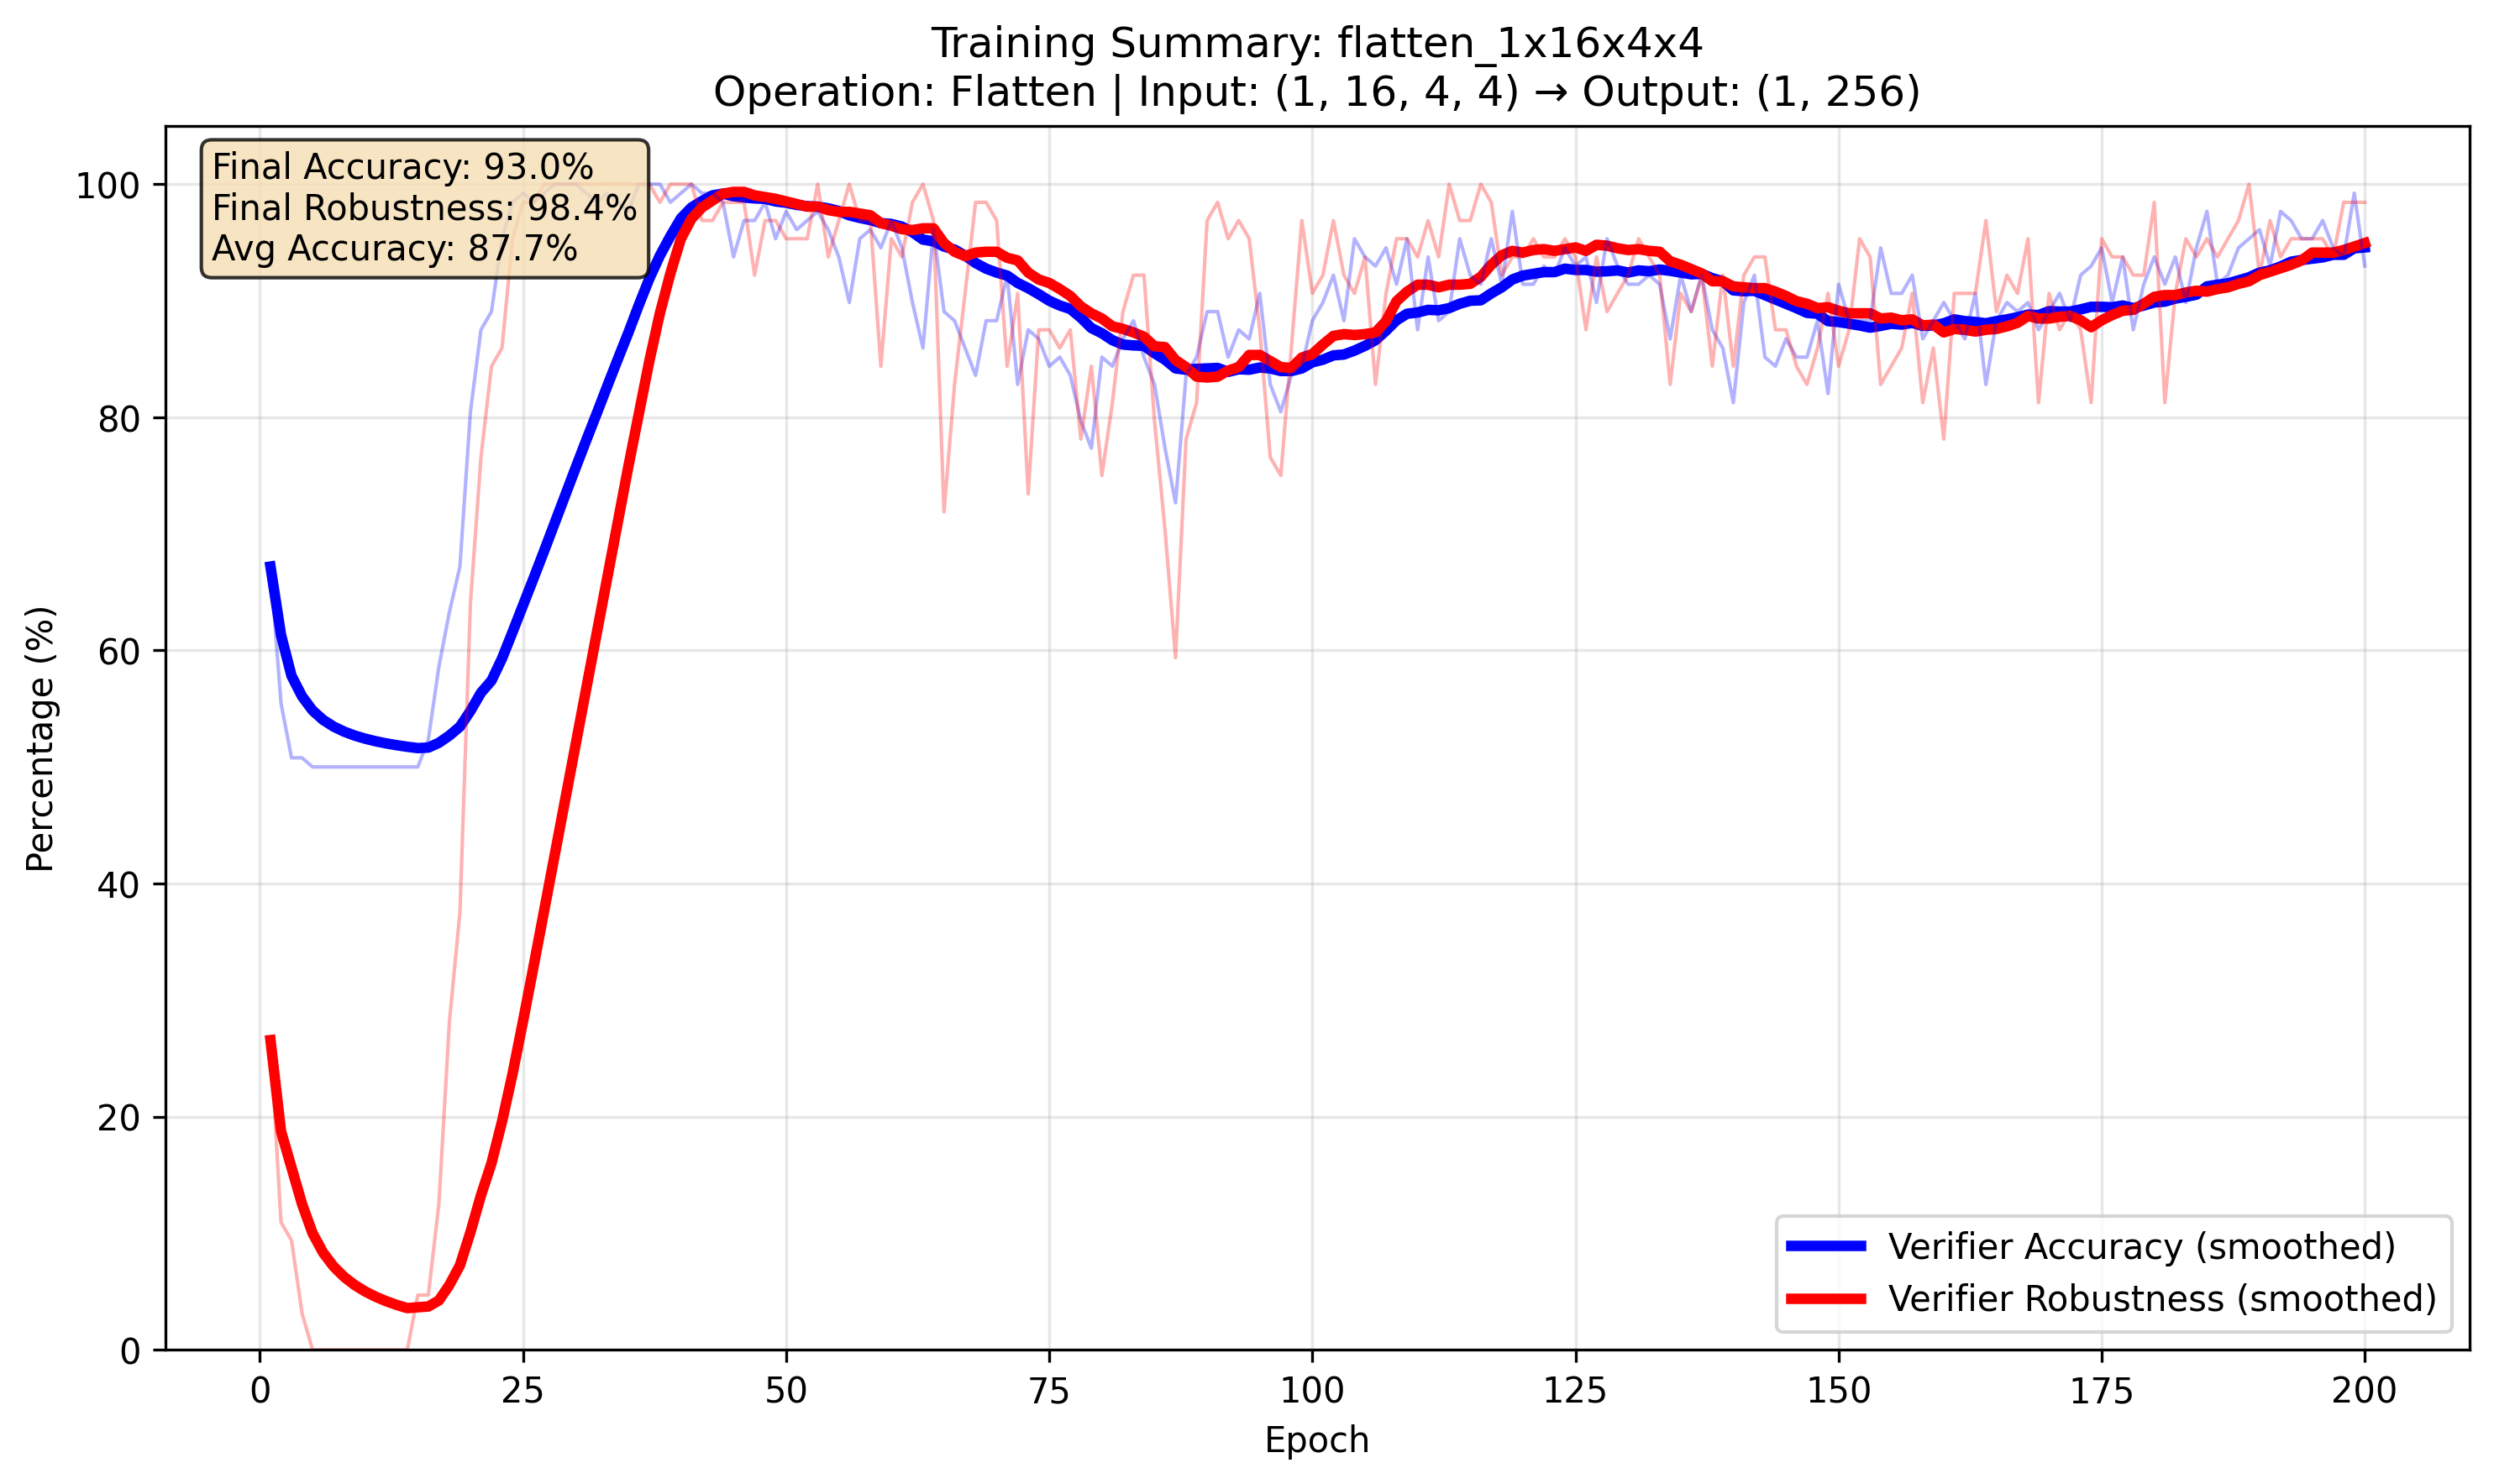 Training Summary: flatten_1x16x4x4
Operation: Flatten | Input: (1, 16, 4, 4) → Output: (1, 256)
Final Accuracy: 93.0%
Final Robustness: 98.4%
Avg Accuracy: 87.7%
100
80
60
40
20
0
Percentage (%)
0 25 50 75 100 125 150 175 200
Epoch
Verifier Accuracy (smoothed)
Verifier Robustness (smoothed)